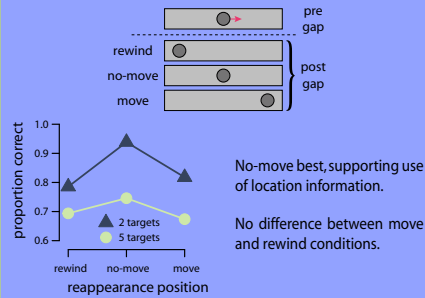 pre
gap
rewind
no-move
move
post
gap
proportion correct
1.0
0.9
0.8
0.7
0.6
2 targets
5 targets
rewind
no-move
move
reappearance position
No-move best, supporting use
of location information.
No difference between move
and rewind conditions.